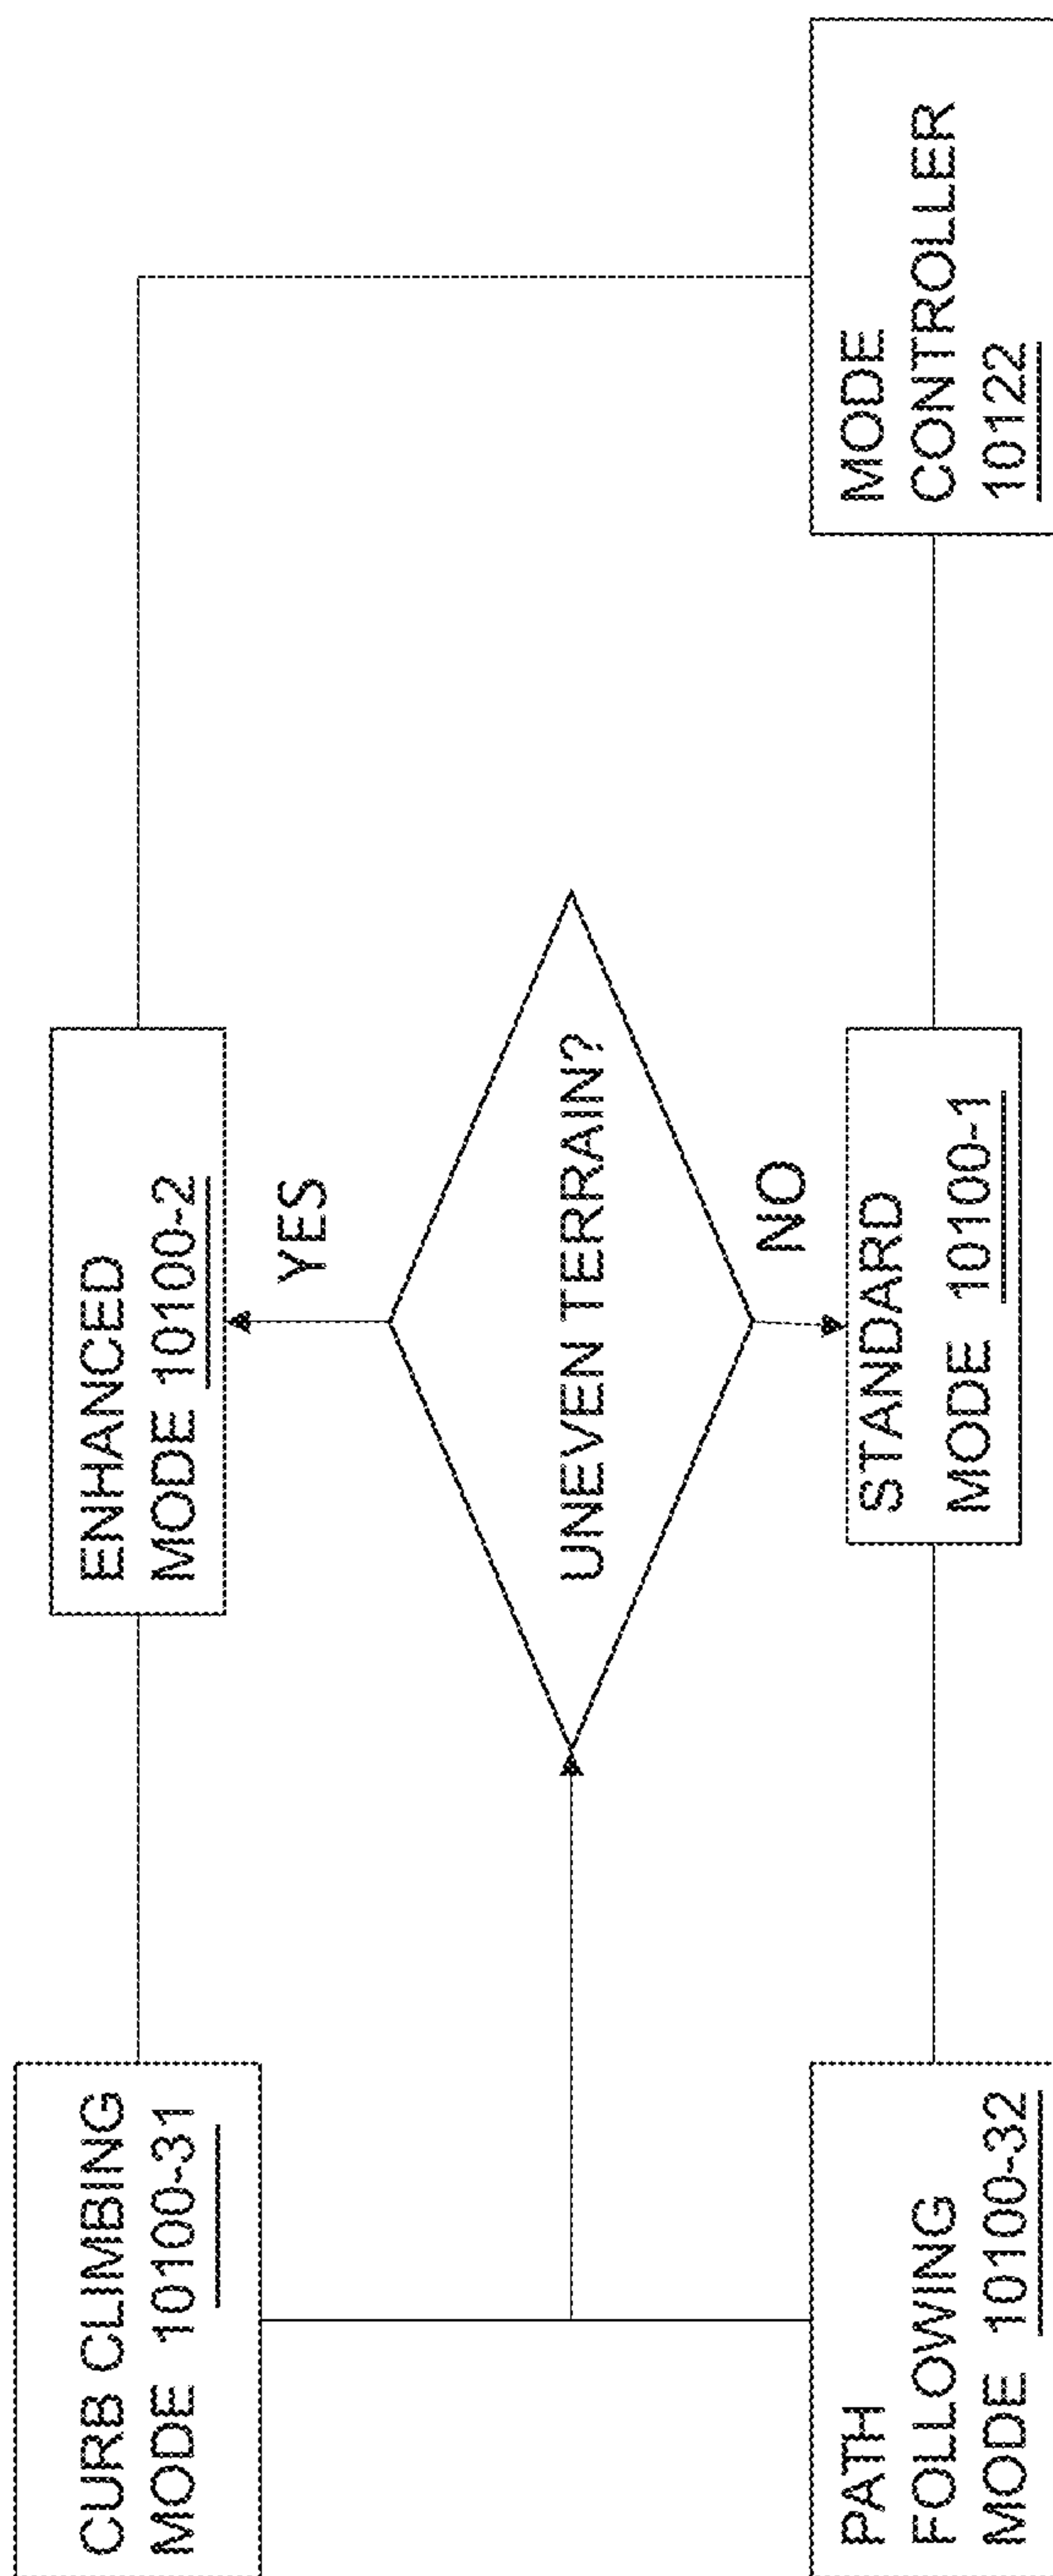 CURB CLIMBING
MODE 10100-31
ENHANCED
MODE 10100-2
YES
UNEVEN TERRAIN?
NO
PATH
FOLLOWING
MODE 10100-32
STANDARD
MODE 10100-1
MODE
CONTROLLER
10122